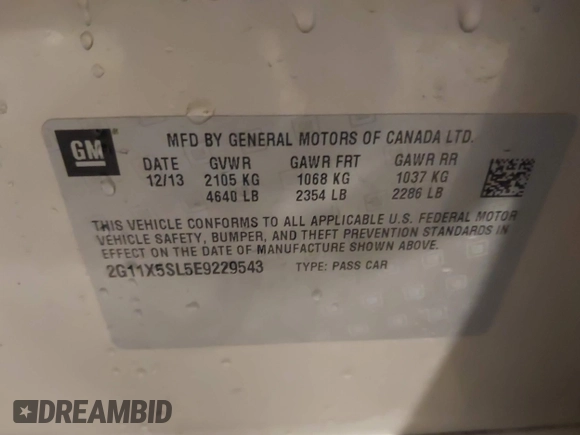 GM
MFD BY GENERAL MOTORS OF CANADA LTD.
DATE GVWR GAWR FRT GAWR RR
12/13 2105 KG 1068 KG 1037 KG
4640 LB 2354 LB 2286 LB
THIS VEHICLE CONFORMS TO ALL APPLICABLE U.S. FEDERAL MOTOR
VEHICLE SAFETY, BUMPER, AND THEFT PREVENTION STANDARDS IN
EFFECT ON THE DATE OF MANUFACTURE SHOWN ABOVE.
2G11X5SL5E9229543 TYPE: PASS CAR
DREAMBID